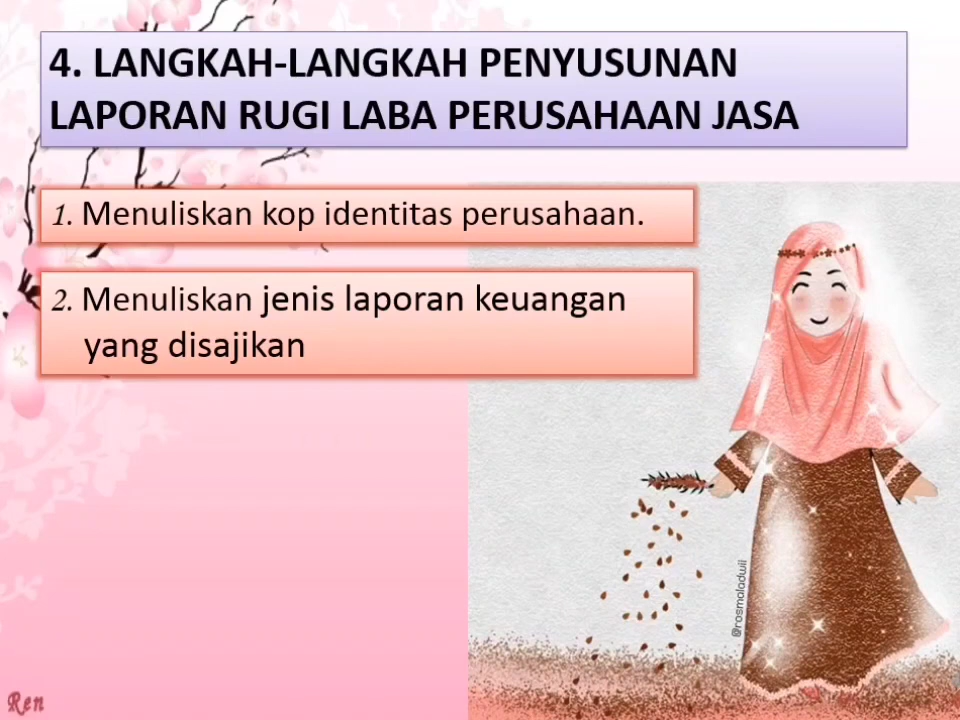 4. LANGKAH-LANGKAH PENYUSUNAN
LAPORAN RUGI LABA PERUSAHAAN JASA
1. Menuliskan kop identitas perusahaan.
2. Menuliskan jenis laporan keuangan
yang disajikan
@rosmaladwii
Ren